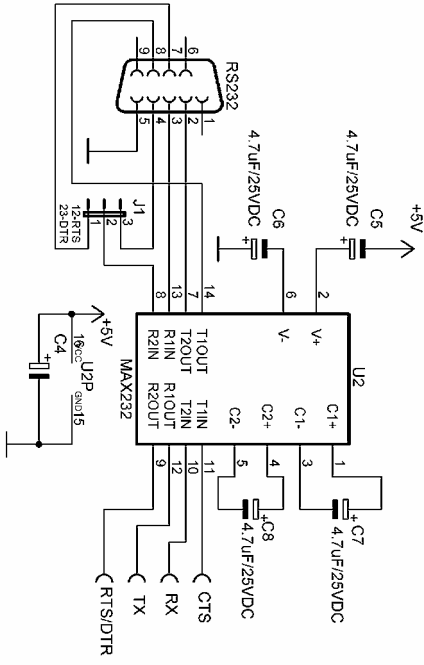 9
8
7
6
RS232
5
4
3
2
1
4.7uF/25VDC
4.7uF/25VDC
C6
C5
+5V
J1
12-RTS
23-DTR
1
2
3
8
13
7
14
6
2
R2IN
R1IN
T2OUT
T1OUT
V-
V+
U2
MAX232
R2OUT
R1OUT
T2IN
T1IN
C2-
C2+
C1-
C1+
9
12
10
11
5
4
3
1
+5V
16
VCC
U2P
GND
15
C4
+
+
+
C8
4.7uF/25VDC
+
C7
4.7uF/25VDC
+
RTS/DTR
TX
RX
CTS